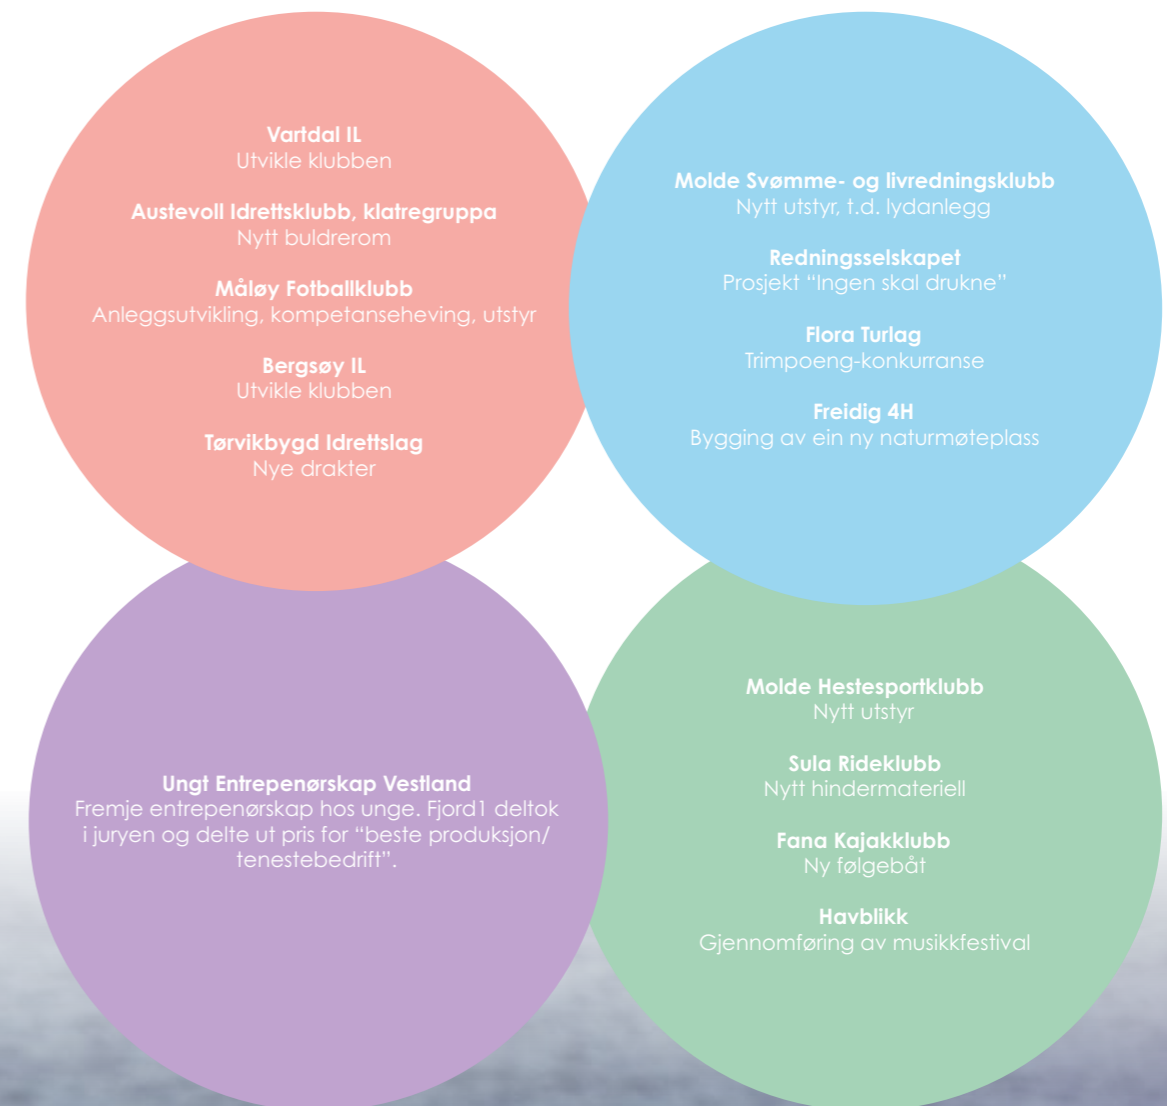 Vartdal IL
Utvikle klubben
Austevoll Idrettsklubb, klatregruppa
Nytt buldrerom
Måløy Fotballklubb
Anleggsutvikling, kompetanseheving, utstyr
Bergsøy IL
Utvikle klubben
Tørvikbygd Idrettslag
Nye drakter
Molde Svømme- og livredningsklubb
Nytt utstyr, t.d. lydanlegg
Redningsselskapet
Prosjekt “Ingen skal drukne”
Flora Turlag
Trimpoeng-konkurranse
Freidig 4H
Bygging av ein ny naturmøteplass
Ungt Entrepenørskap Vestland
Fremje entrepenørskap hos unge. Fjord1 deltok
i juryen og delte ut pris for “beste produksjon/
tenestebedrift”.
Molde Hestesportklubb
Nytt utstyr
Sula Rideklubb
Nytt hindermateriell
Fana Kajakklubb
Ny følgebåt
Havblikk
Gjennomføring av musikkfestival